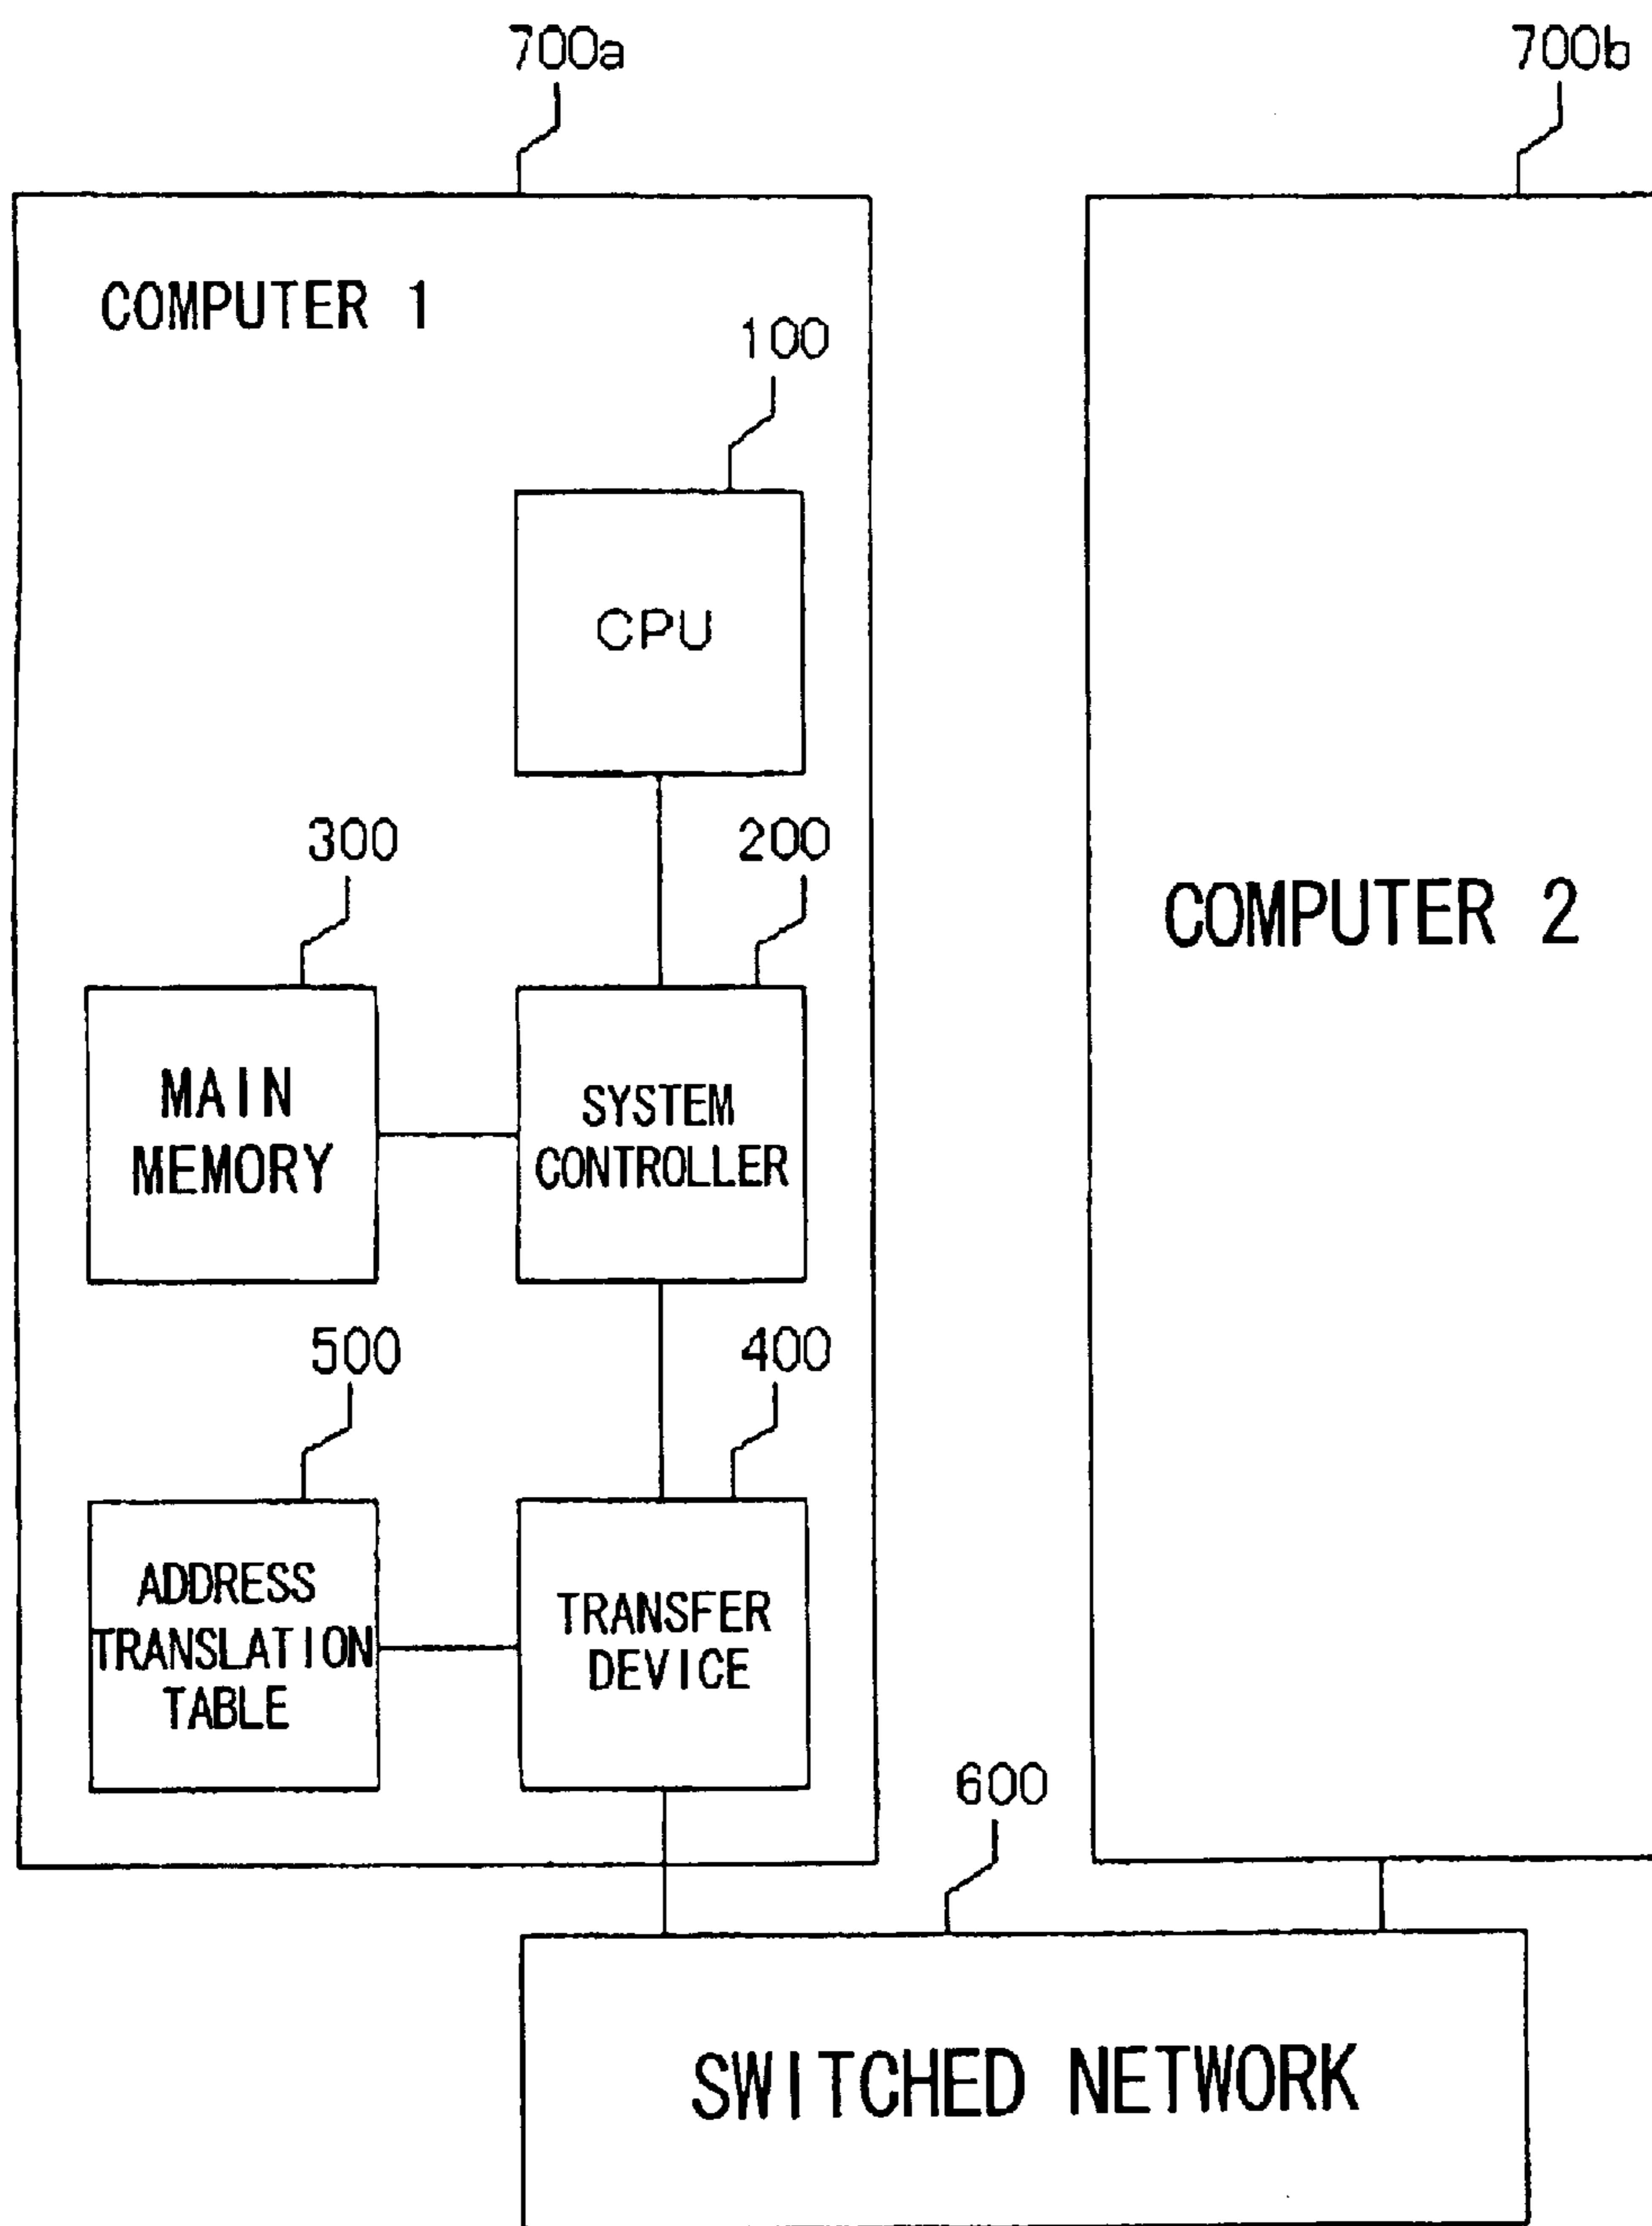 700a
700b
COMPUTER 1
100
CPU
300
200
COMPUTER 2
MAIN
MEMORY
SYSTEM
CONTROLLER
500
400
ADDRESS
TRANSLATION
TABLE
TRANSFER
DEVICE
600
SWITCHED NETWORK